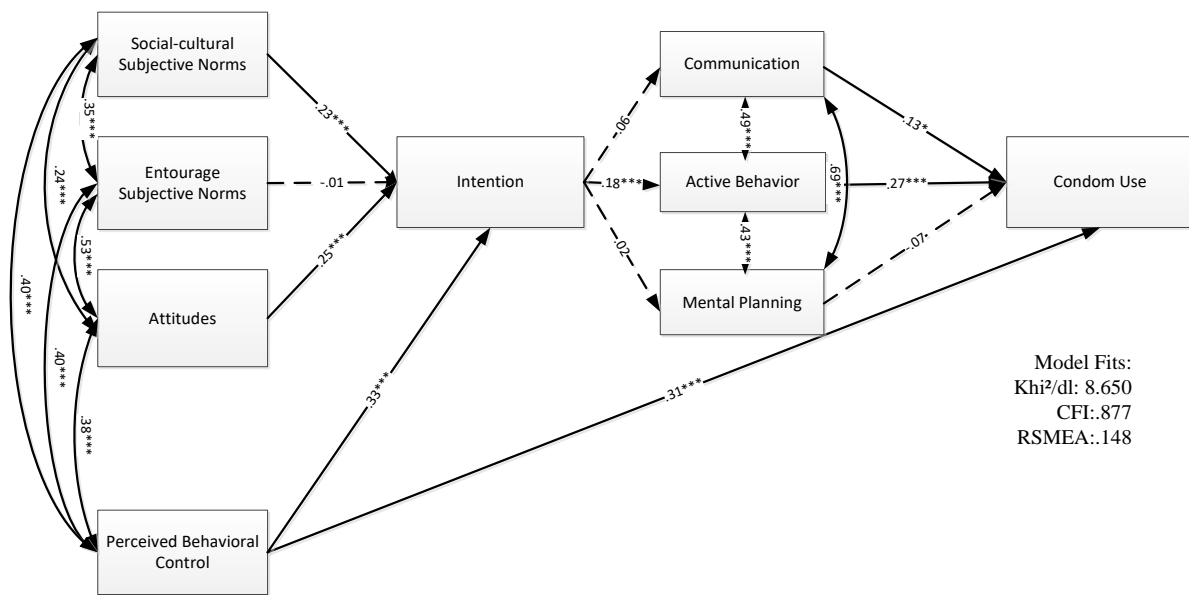 Social-cultural
Subjective Norms
Entourage
Subjective Norms
Attitudes
Perceived Behavioral
Control
.35***
.24***
.53***
.40***
.40***
.38***
.23***
-.01
.25***
.33***
Intention
.06
.18***
.02
Communication
Active Behavior
Mental Planning
.49***
.43***
.69***
.13*
.27***
-.07
.31***
Condom Use
Model Fits:
Khi²/dl: 8.650
CFI:.877
RSMEA:.148